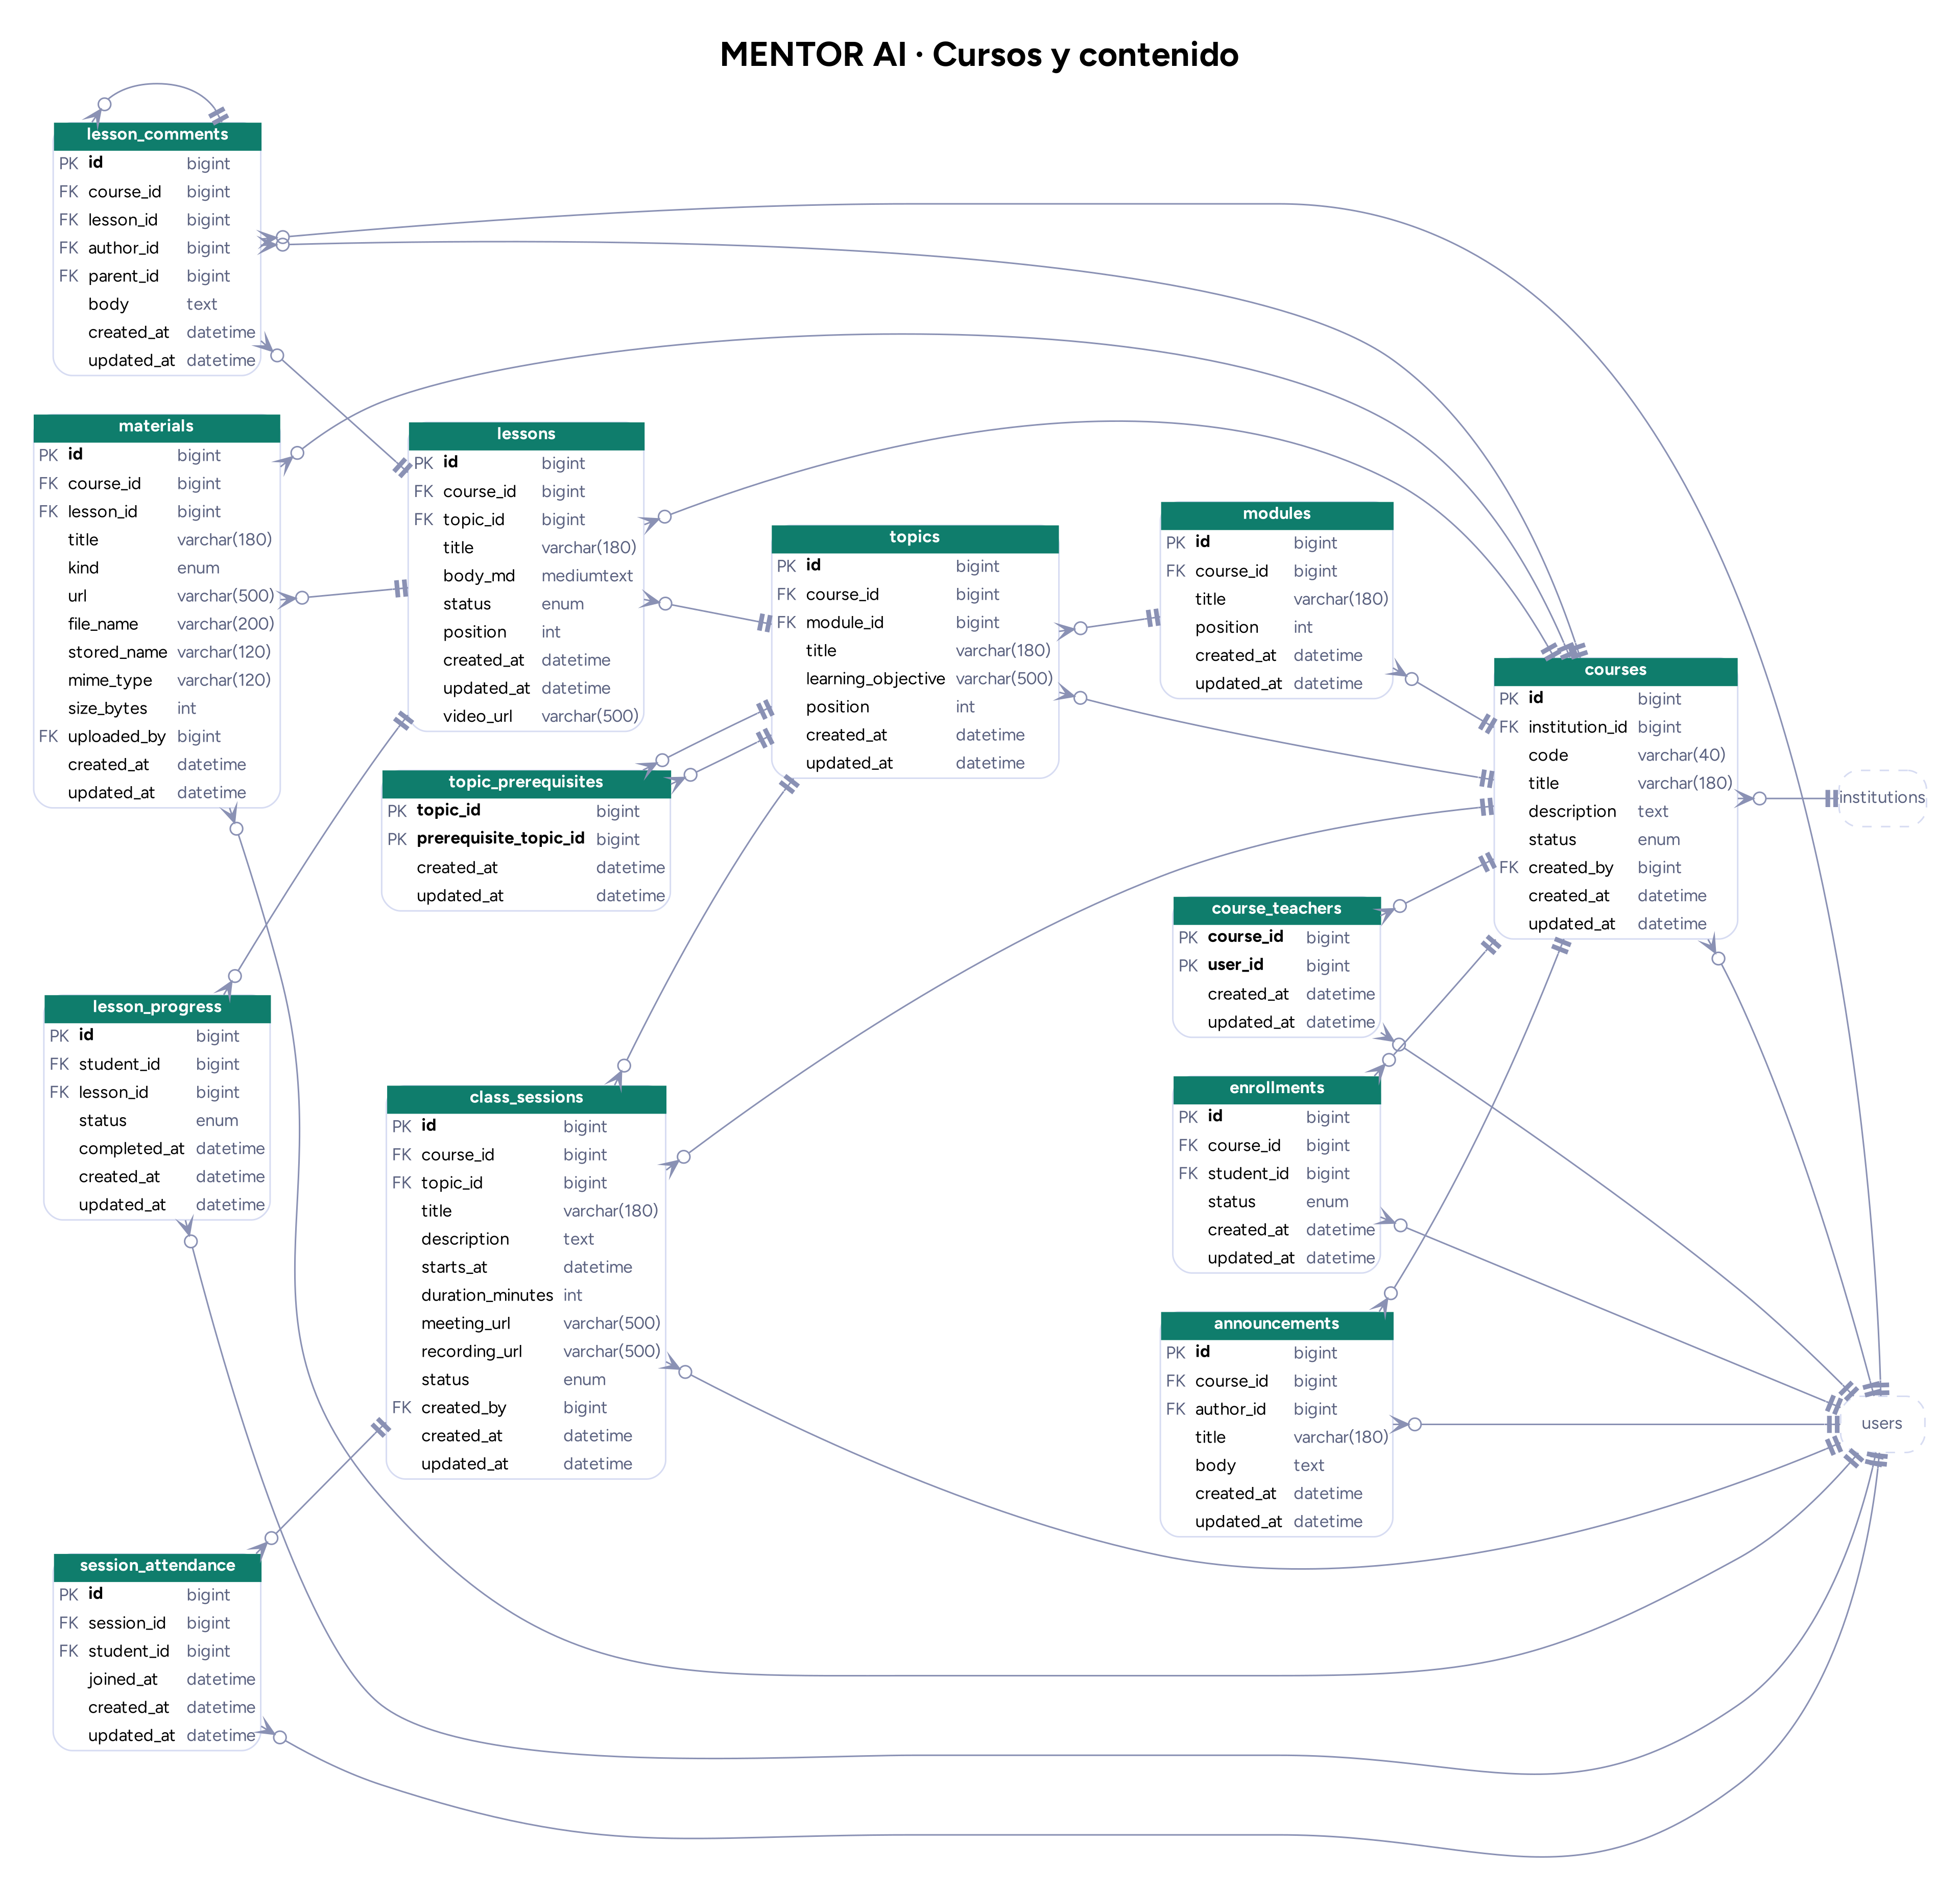 MENTOR AI · Cursos y contenido
lesson_comments
PK id bigint
FK course_id bigint
FK lesson_id bigint
FK author_id bigint
FK parent_id bigint
body text
created_at datetime
updated_at datetime
materials
PK id bigint
FK course_id bigint
FK lesson_id bigint
title varchar(180)
kind enum
url varchar(500)
file_name varchar(200)
stored_name varchar(120)
mime_type varchar(120)
size_bytes int
FK uploaded_by bigint
created_at datetime
updated_at datetime
lessons
PK id bigint
FK course_id bigint
FK topic_id bigint
title varchar(180)
body_md mediumtext
status enum
position int
created_at datetime
updated_at datetime
video_url varchar(500)
topics
PK id bigint
FK course_id bigint
FK module_id bigint
title varchar(180)
learning_objective varchar(500)
position int
created_at datetime
updated_at datetime
modules
PK id bigint
FK course_id bigint
title varchar(180)
position int
created_at datetime
updated_at datetime
courses
PK id bigint
FK institution_id bigint
code varchar(40)
title varchar(180)
description text
status enum
FK created_by bigint
created_at datetime
updated_at datetime
institutions
topic_prerequisites
PK topic_id bigint
PK prerequisite_topic_id bigint
created_at datetime
updated_at datetime
course_teachers
PK course_id bigint
PK user_id bigint
created_at datetime
updated_at datetime
lesson_progress
PK id bigint
FK student_id bigint
FK lesson_id bigint
status enum
completed_at datetime
created_at datetime
updated_at datetime
class_sessions
PK id bigint
FK course_id bigint
FK topic_id bigint
title varchar(180)
description text
starts_at datetime
duration_minutes int
meeting_url varchar(500)
recording_url varchar(500)
status enum
FK created_by bigint
created_at datetime
updated_at datetime
enrollments
PK id bigint
FK course_id bigint
FK student_id bigint
status enum
created_at datetime
updated_at datetime
announcements
PK id bigint
FK course_id bigint
FK author_id bigint
title varchar(180)
body text
created_at datetime
updated_at datetime
users
session_attendance
PK id bigint
FK session_id bigint
FK student_id bigint
joined_at datetime
created_at datetime
updated_at datetime